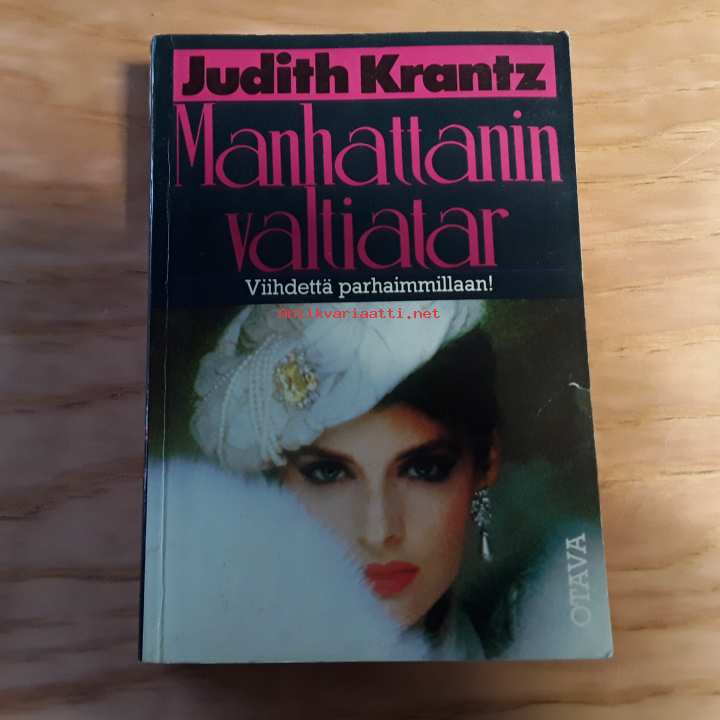 Judith Krantz
Manhattanin
valtiatar
Viihdettä parhaimmillaan!
antikvariaatti.net
OTAVA